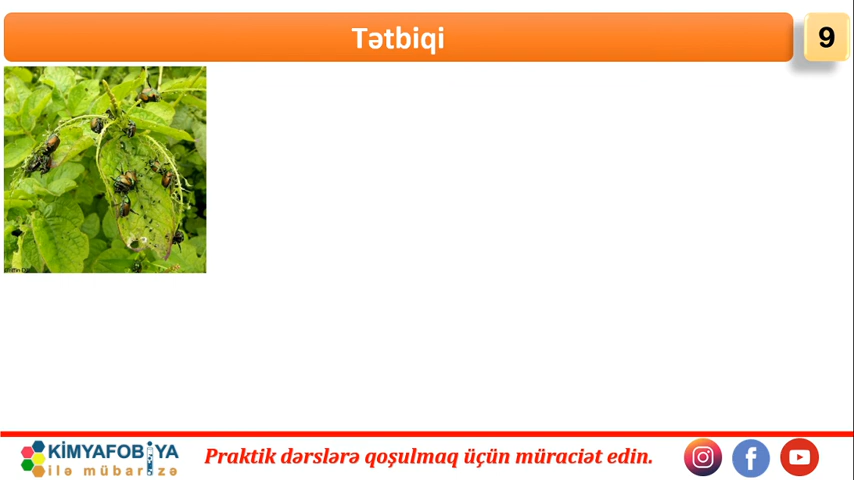 Tətbiqi
9
KİMYAFOBİYA
ilə mübarizə
Praktik dərslərə qoşulmaq üçün müraciət edin.